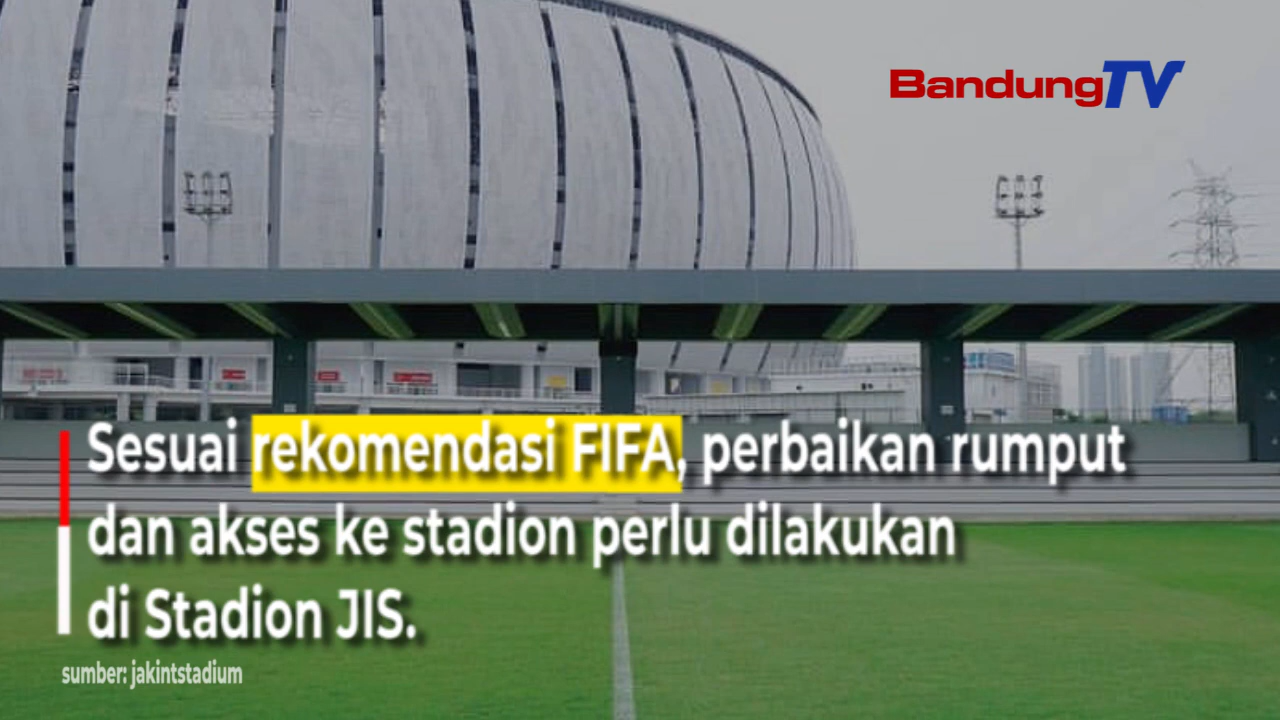 BandungTV
Sesuai rekomendasi FIFA, perbaikan rumput
dan akses ke stadion perlu dilakukan
di Stadion JIS.
sumber: jakintstadium